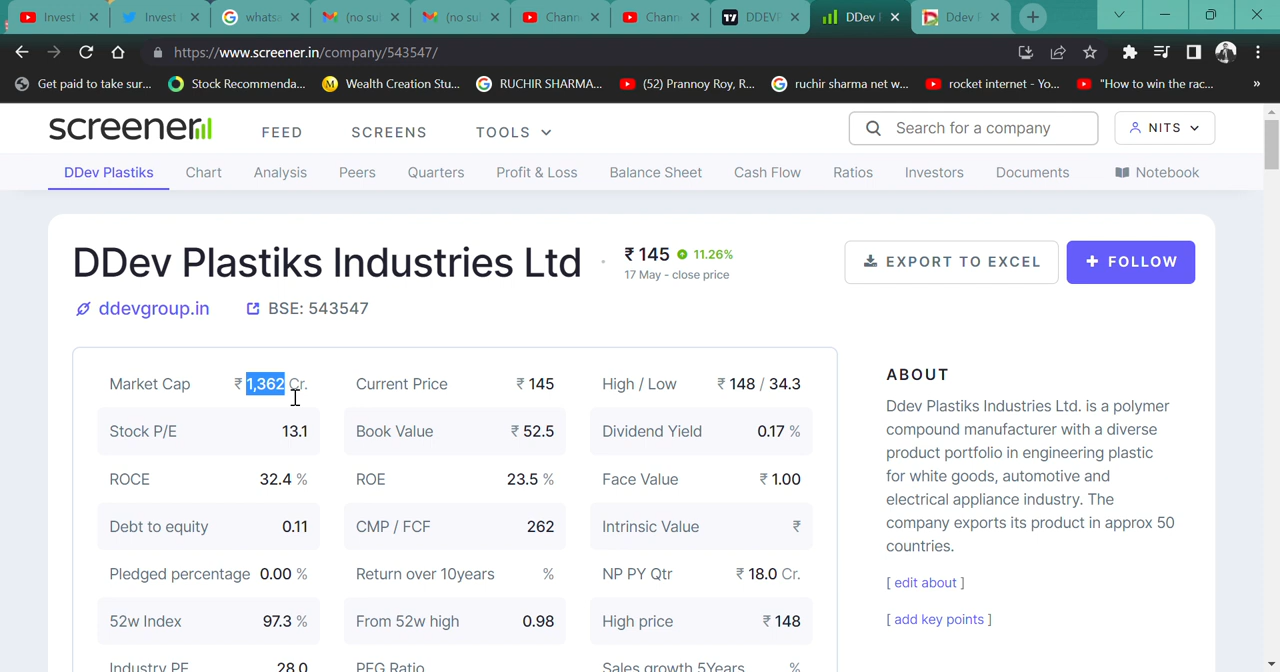 Invest
Invest
whats
(no su
(no su
Chann
Chann
DDEV
DDev
Ddev P
https://www.screener.in/company/543547/
Get paid to take sur...
Stock Recommenda...
Wealth Creation Stu...
RUCHIR SHARMA...
(52) Prannoy Roy, R...
ruchir sharma net w...
rocket internet - Yo...
"How to win the rac...
»
screener
FEED
SCREENS
TOOLS
Search for a company
NITS
DDev Plastiks
Chart
Analysis
Peers
Quarters
Profit & Loss
Balance Sheet
Cash Flow
Ratios
Investors
Documents
Notebook
DDev Plastiks Industries Ltd
₹ 145 11.26%
17 May - close price
EXPORT TO EXCEL
+ FOLLOW
ddevgroup.in
BSE: 543547
Market Cap ₹ 1,362 Cr.
Current Price ₹ 145
High / Low ₹ 148 / 34.3
Stock P/E 13.1
Book Value ₹ 52.5
Dividend Yield 0.17 %
ROCE 32.4 %
ROE 23.5 %
Face Value ₹ 1.00
Debt to equity 0.11
CMP / FCF 262
Intrinsic Value ₹
Pledged percentage 0.00 %
Return over 10years %
NP PY Qtr ₹ 18.0 Cr.
52w Index 97.3 %
From 52w high 0.98
High price ₹ 148
Industry PE 28.0
PEG Ratio
Sales growth 5Years %
ABOUT
Ddev Plastiks Industries Ltd. is a polymer
compound manufacturer with a diverse
product portfolio in engineering plastic
for white goods, automotive and
electrical appliance industry. The
company exports its product in approx 50
countries.
[ edit about ]
[ add key points ]